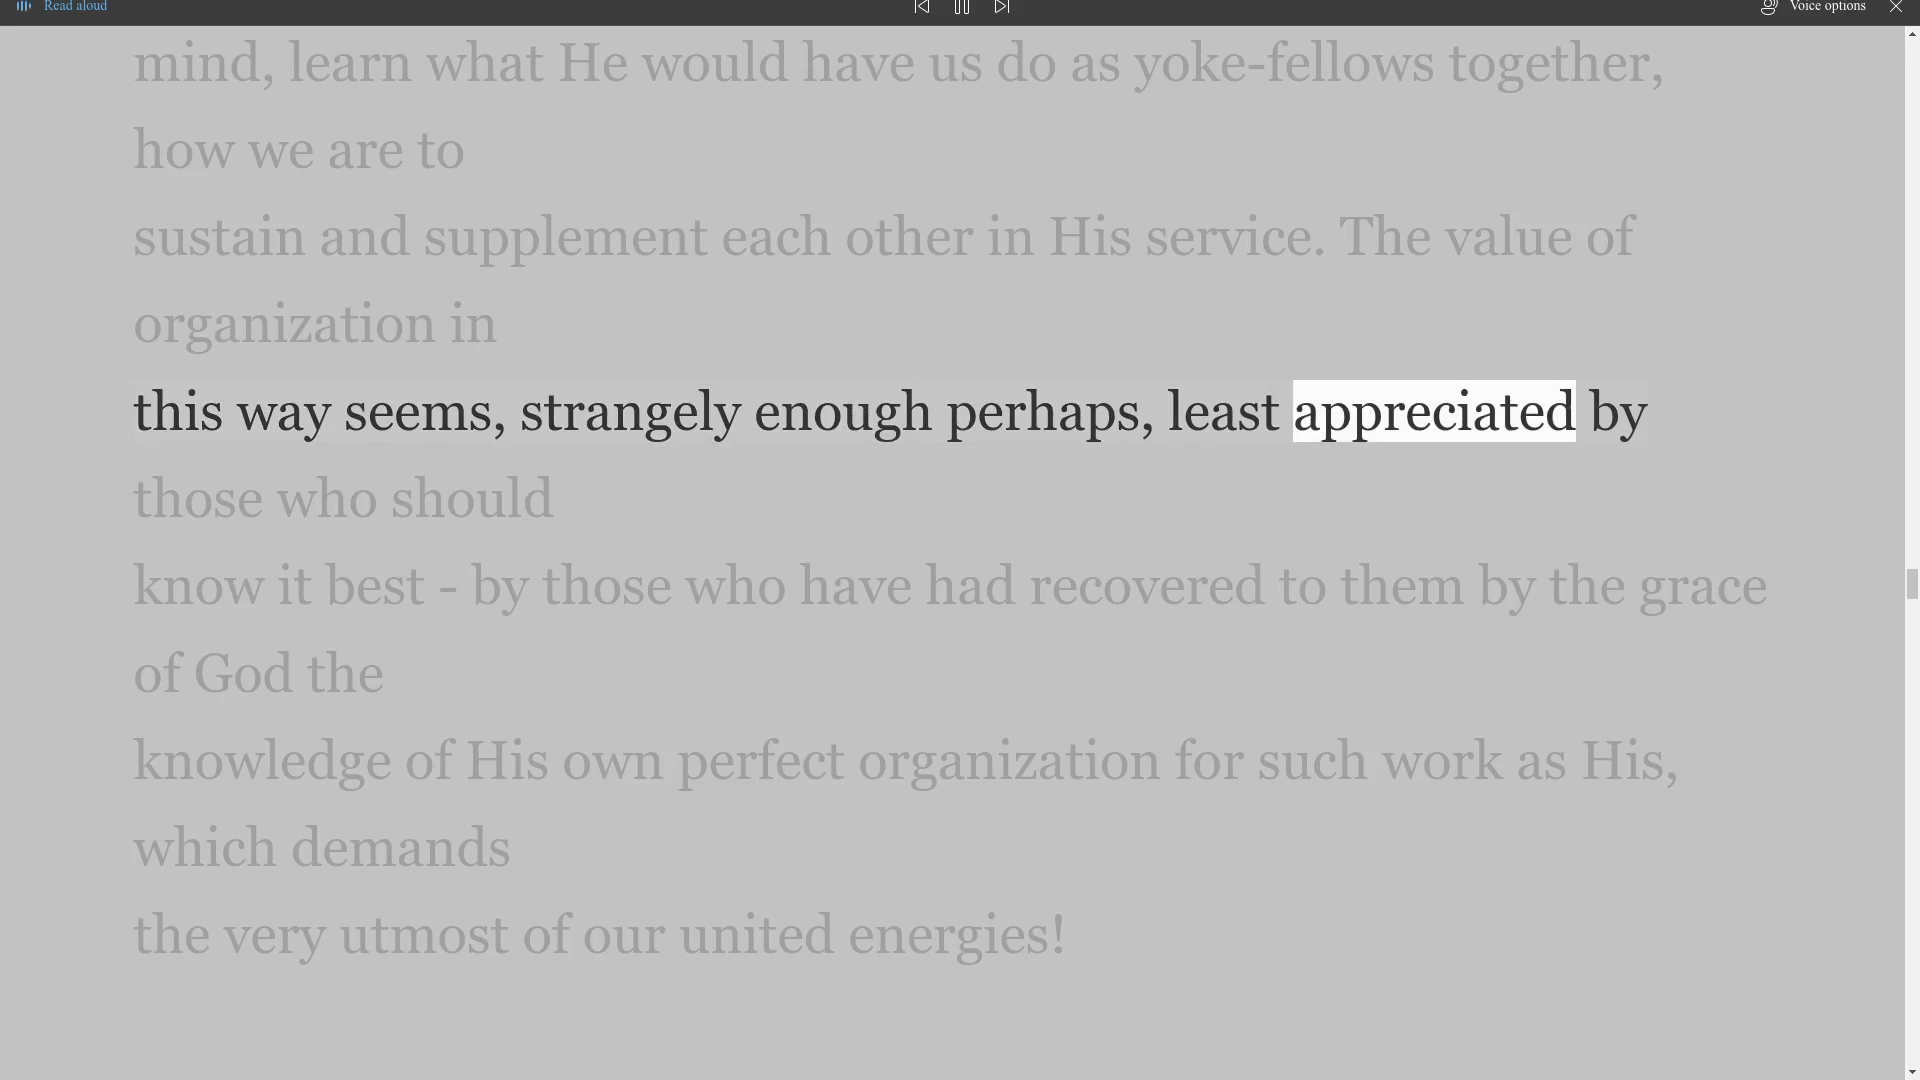 Read aloud
Voice options
mind, learn what He would have us do as yoke-fellows together,
how we are to
sustain and supplement each other in His service. The value of
organization in
this way seems, strangely enough perhaps, least appreciated by
those who should
know it best - by those who have had recovered to them by the grace
of God the
knowledge of His own perfect organization for such work as His,
which demands
the very utmost of our united energies!